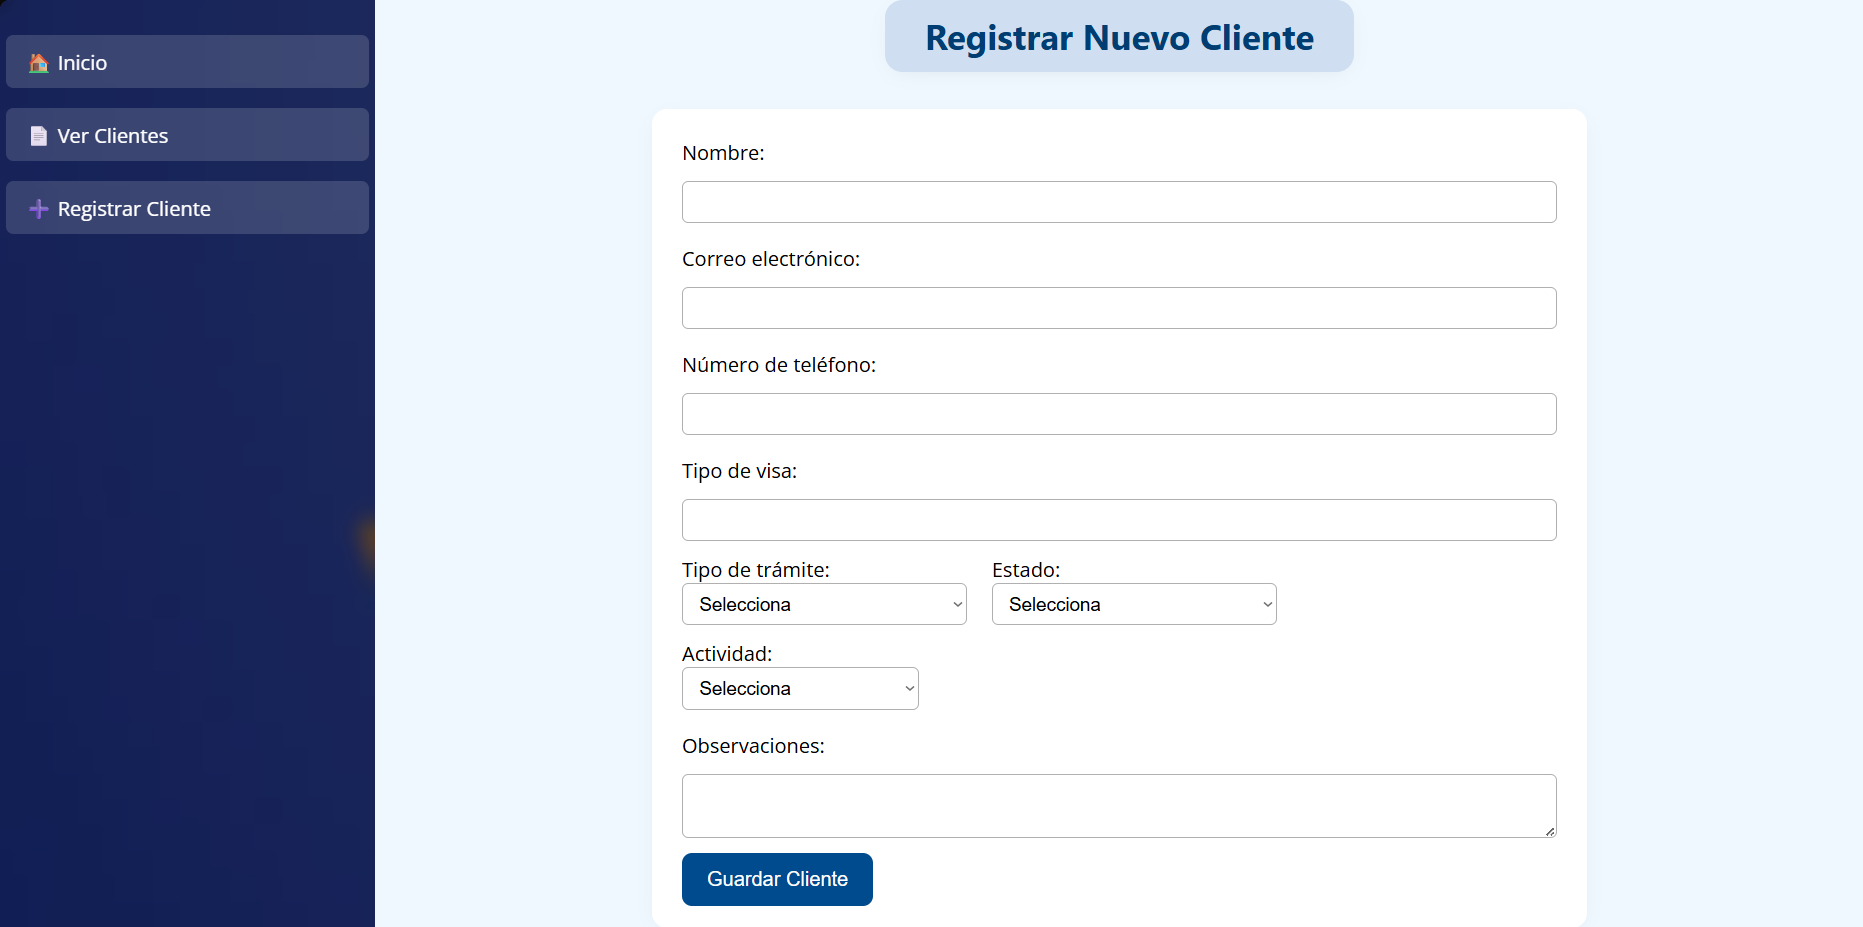 Inicio
Ver Clientes
Registrar Cliente
Registrar Nuevo Cliente
Nombre:
Correo electrónico:
Número de teléfono:
Tipo de visa:
Tipo de trámite: Estado:
Selecciona Selecciona
Actividad:
Selecciona
Observaciones:
Guardar Cliente